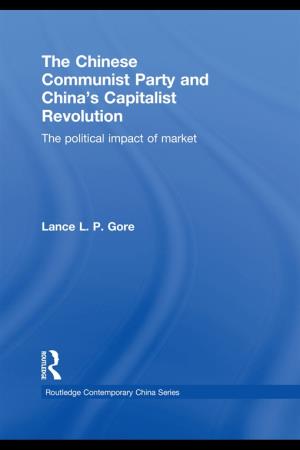 The Chinese
Communist Party and
China's Capitalist
Revolution
The political impact of market
Lance L. P. Gore
ROUTLEDGE
Routledge Contemporary China Series